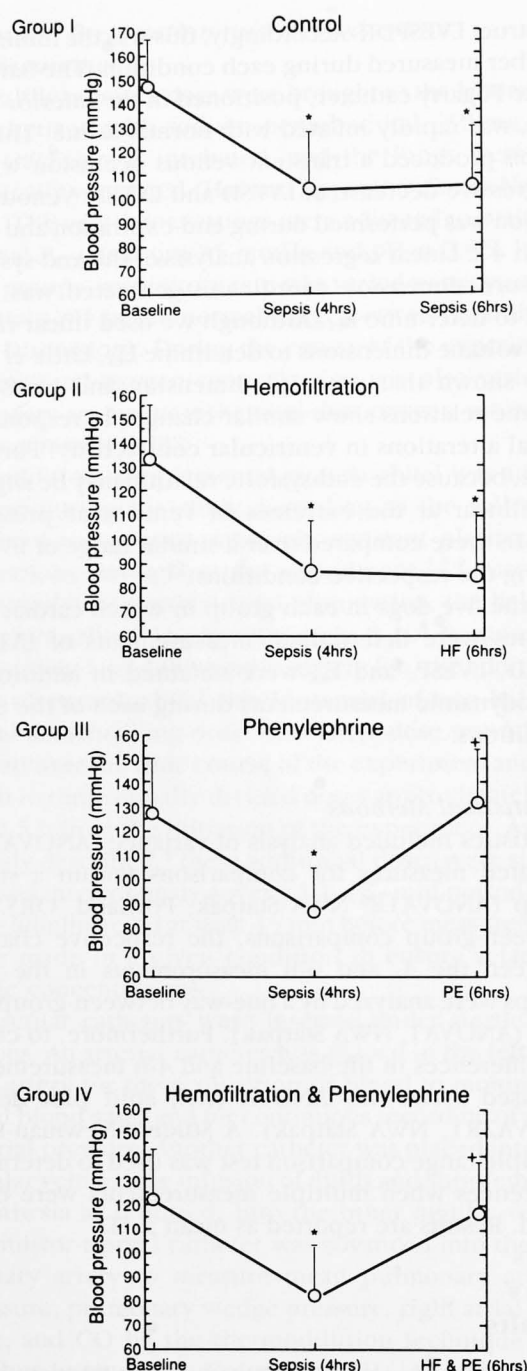 Group I
Control
Blood pressure (mmHg)
170
160
150
140
130
120
110
100
90
80
70
60
*
*
Baseline
Sepsis (4hrs)
Sepsis (6hrs)
Group II
Hemofiltration
Blood pressure (mmHg)
160
150
140
130
120
110
100
90
80
70
60
*
*
Baseline
Sepsis (4hrs)
HF (6hrs)
Group III
Phenylephrine
Blood pressure (mmHg)
160
150
140
130
120
110
100
90
80
70
60
*
+
Baseline
Sepsis (4hrs)
PE (6hrs)
Group IV
Hemofiltration & Phenylephrine
Blood pressure (mmHg)
160
150
140
130
120
110
100
90
80
70
60
*
+
Baseline
Sepsis (4hrs)
HF & PE (6hrs)